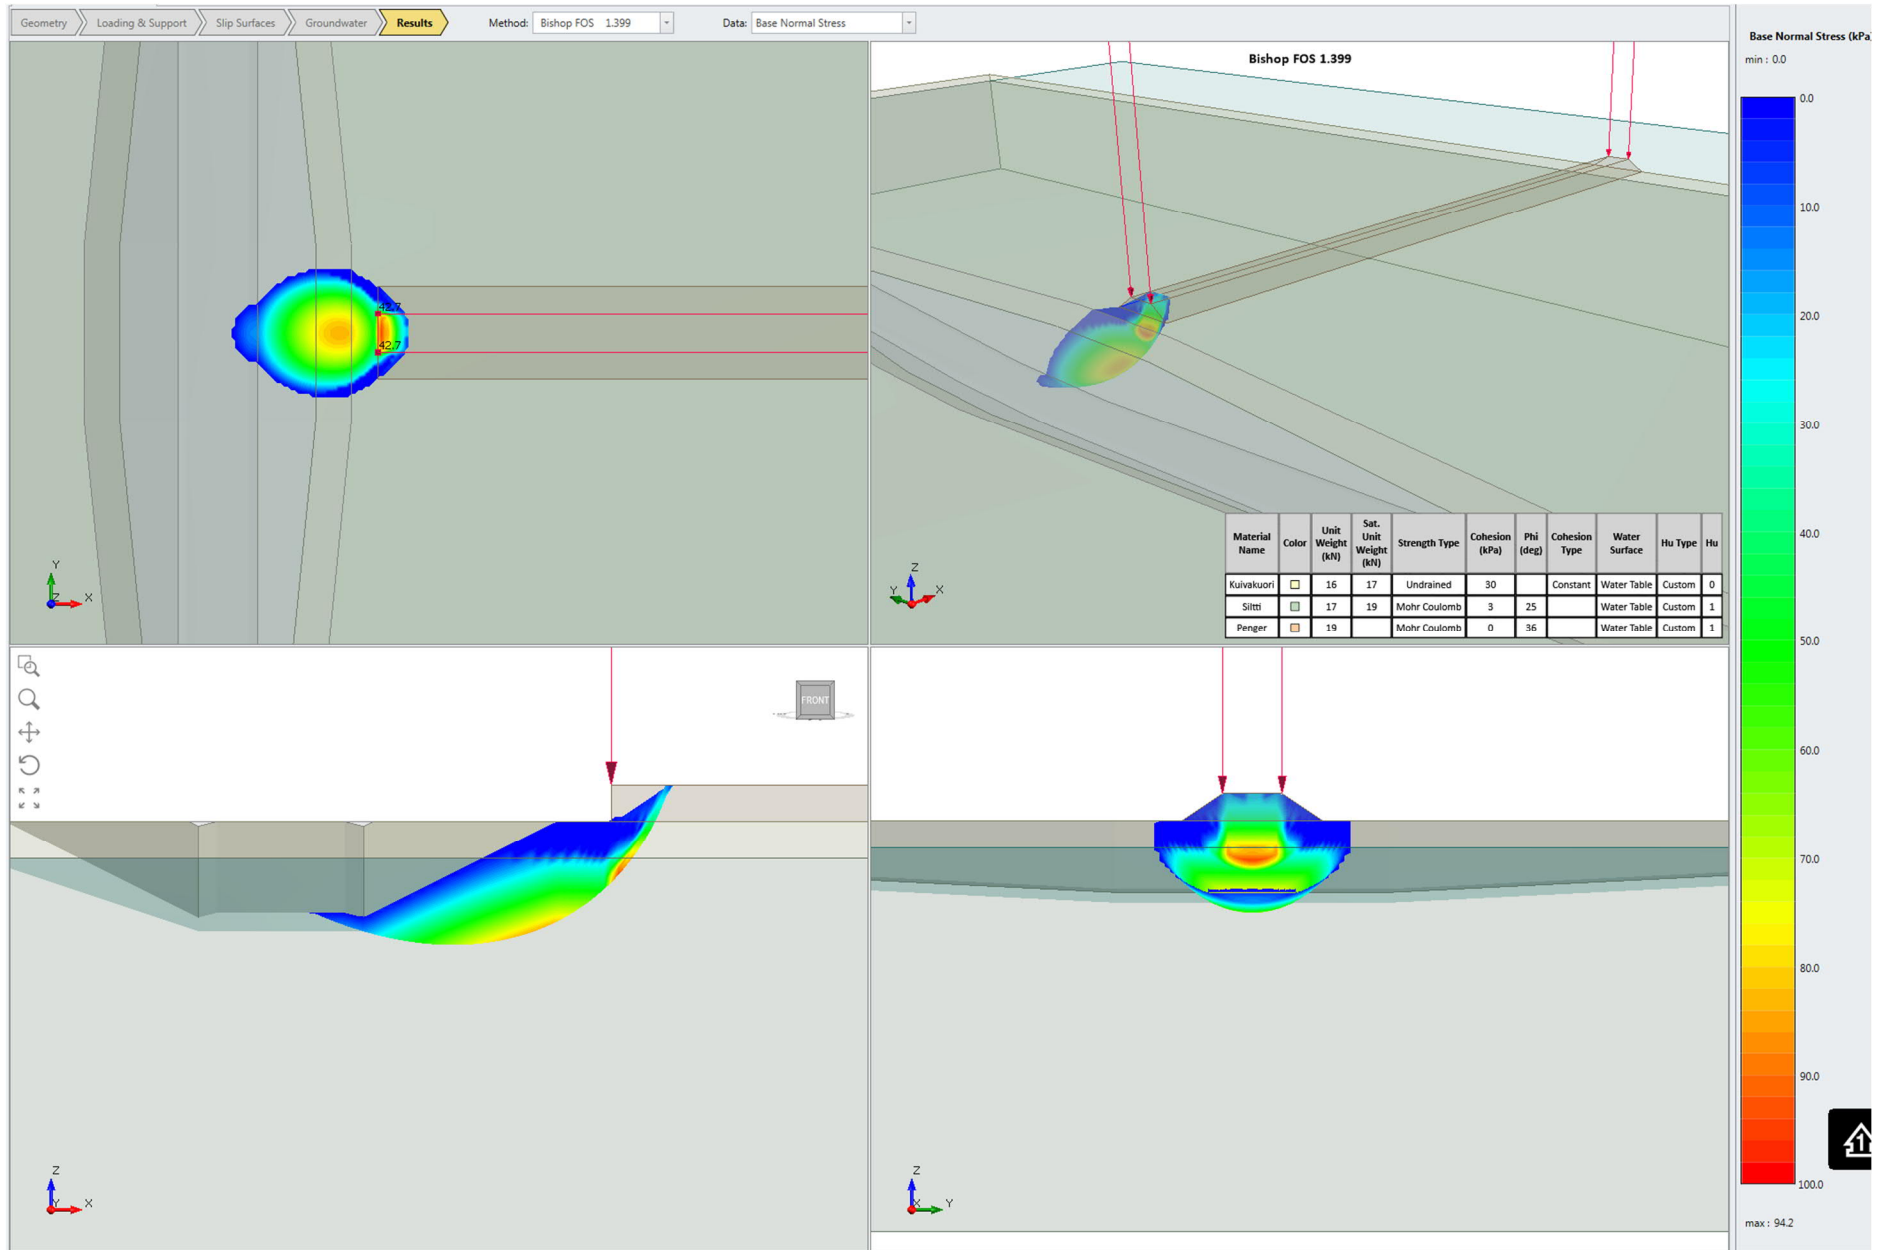 Geometry
Loading & Support
Slip Surfaces
Groundwater
Results
Method: Bishop FOS 1.399
Data: Base Normal Stress
Base Normal Stress (kPa
min : 0.0
0.0
10.0
20.0
30.0
40.0
50.0
60.0
70.0
80.0
90.0
100.0
max : 94.2
42.7
42.7
Y
Z X
Bishop FOS 1.399
Z
Y X
Material Name Color Unit Weight (kN) Sat. Unit Weight (kN) Strength Type Cohesion (kPa) Phi (deg) Cohesion Type Water Surface Hu Type Hu
Kuivakuori 16 17 Undrained 30 Constant Water Table Custom 0
Siltti 17 19 Mohr Coulomb 3 25 Water Table Custom 1
Penger 19 Mohr Coulomb 0 36 Water Table Custom 1
FRONT
Z
Y X
Z
X Y
1